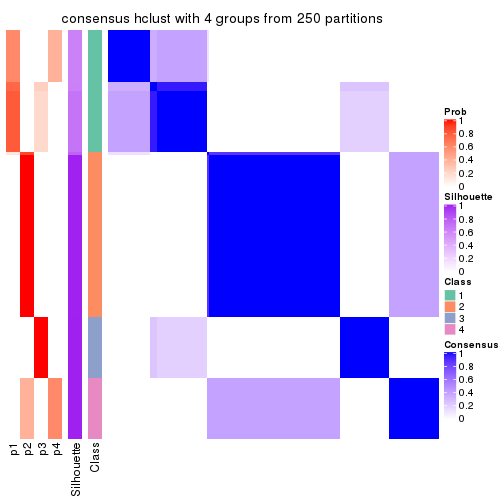 consensus hclust with 4 groups from 250 partitions
Prob
1
0.8
0.6
0.4
0.2
0
Silhouette
1
0.8
0.6
0.4
0.2
0
Class
1
2
3
4
Consensus
1
0.8
0.6
0.4
0.2
0
p1
p2
p3
p4
Silhouette
Class